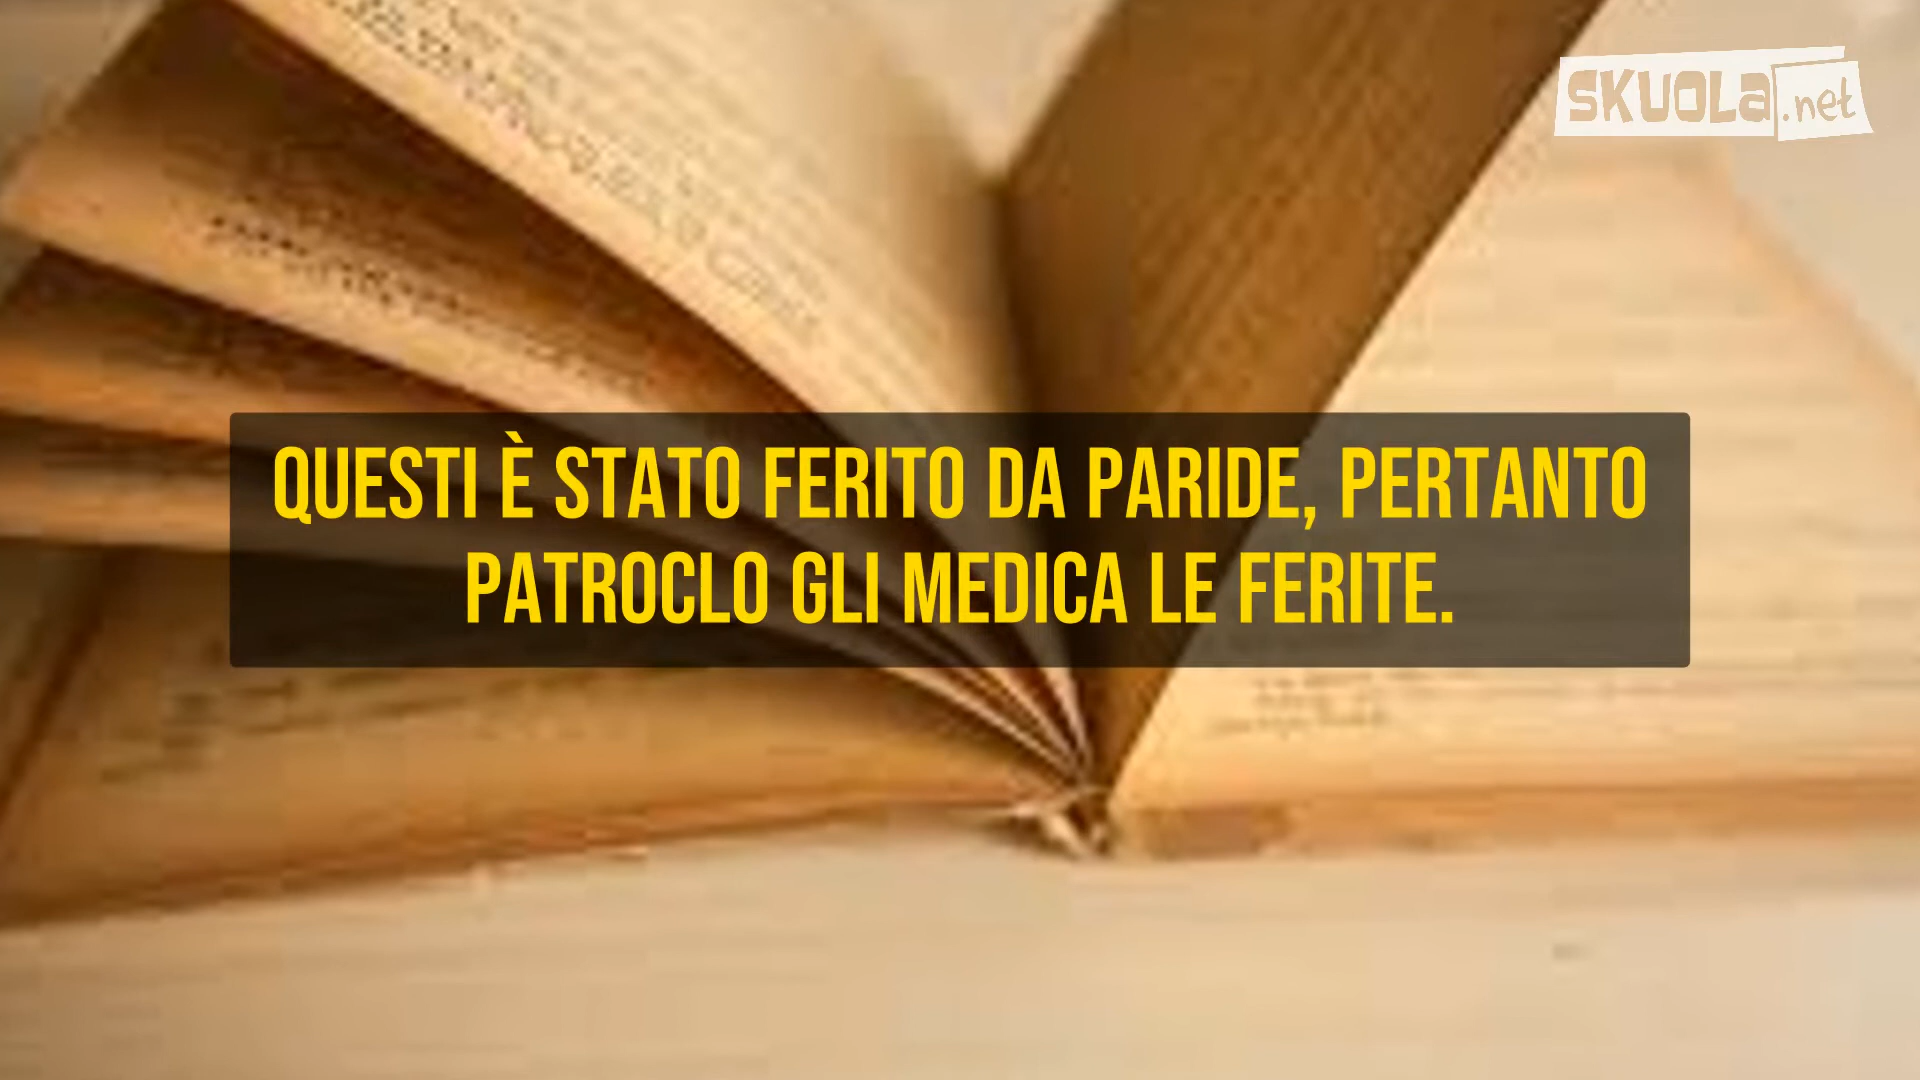 SKUOLA.net
QUESTI È STATO FERITO DA PARIDE, PERTANTO
PATROCLO GLI MEDICA LE FERITE.